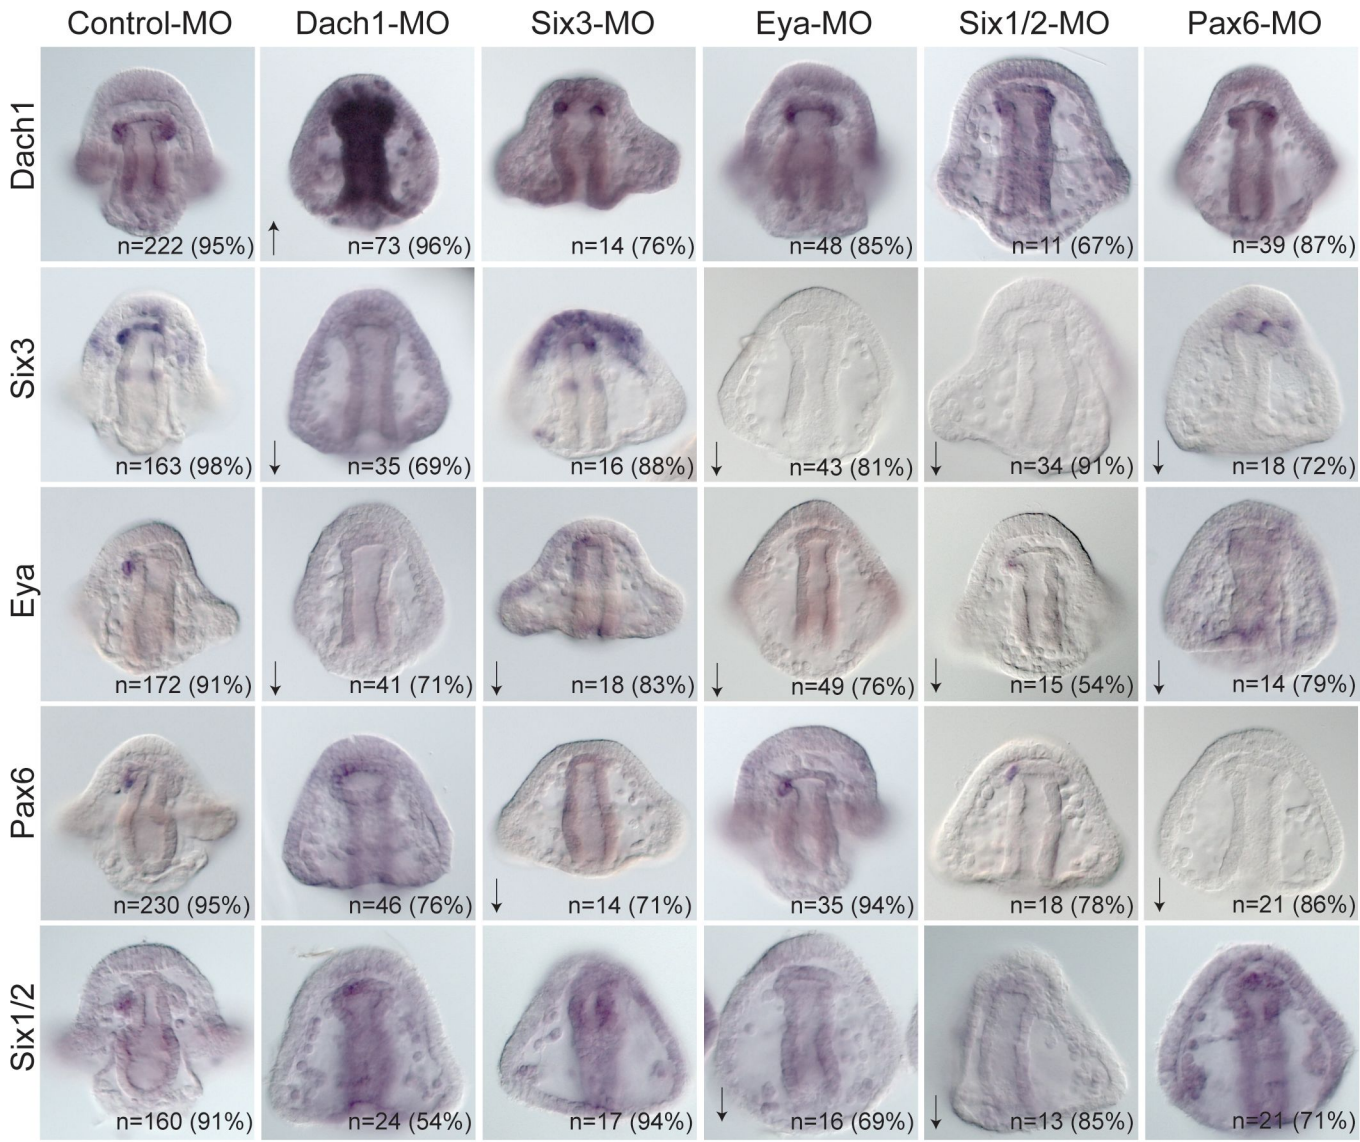 Control-MO Dach1-MO Six3-MO Eya-MO Six1/2-MO Pax6-MO
Dach1
n=222 (95%) ↑ n=73 (96%) n=14 (76%) n=48 (85%) n=11 (67%) n=39 (87%)
Six3
n=163 (98%) ↓ n=35 (69%) n=16 (88%) ↓ n=43 (81%) ↓ n=34 (91%) ↓ n=18 (72%)
Eya
n=172 (91%) ↓ n=41 (71%) ↓ n=18 (83%) ↓ n=49 (76%) ↓ n=15 (54%) ↓ n=14 (79%)
Pax6
n=230 (95%) n=46 (76%) ↓ n=14 (71%) n=35 (94%) n=18 (78%) ↓ n=21 (86%)
Six1/2
n=160 (91%) n=24 (54%) n=17 (94%) ↓ n=16 (69%) ↓ n=13 (85%) n=21 (71%)